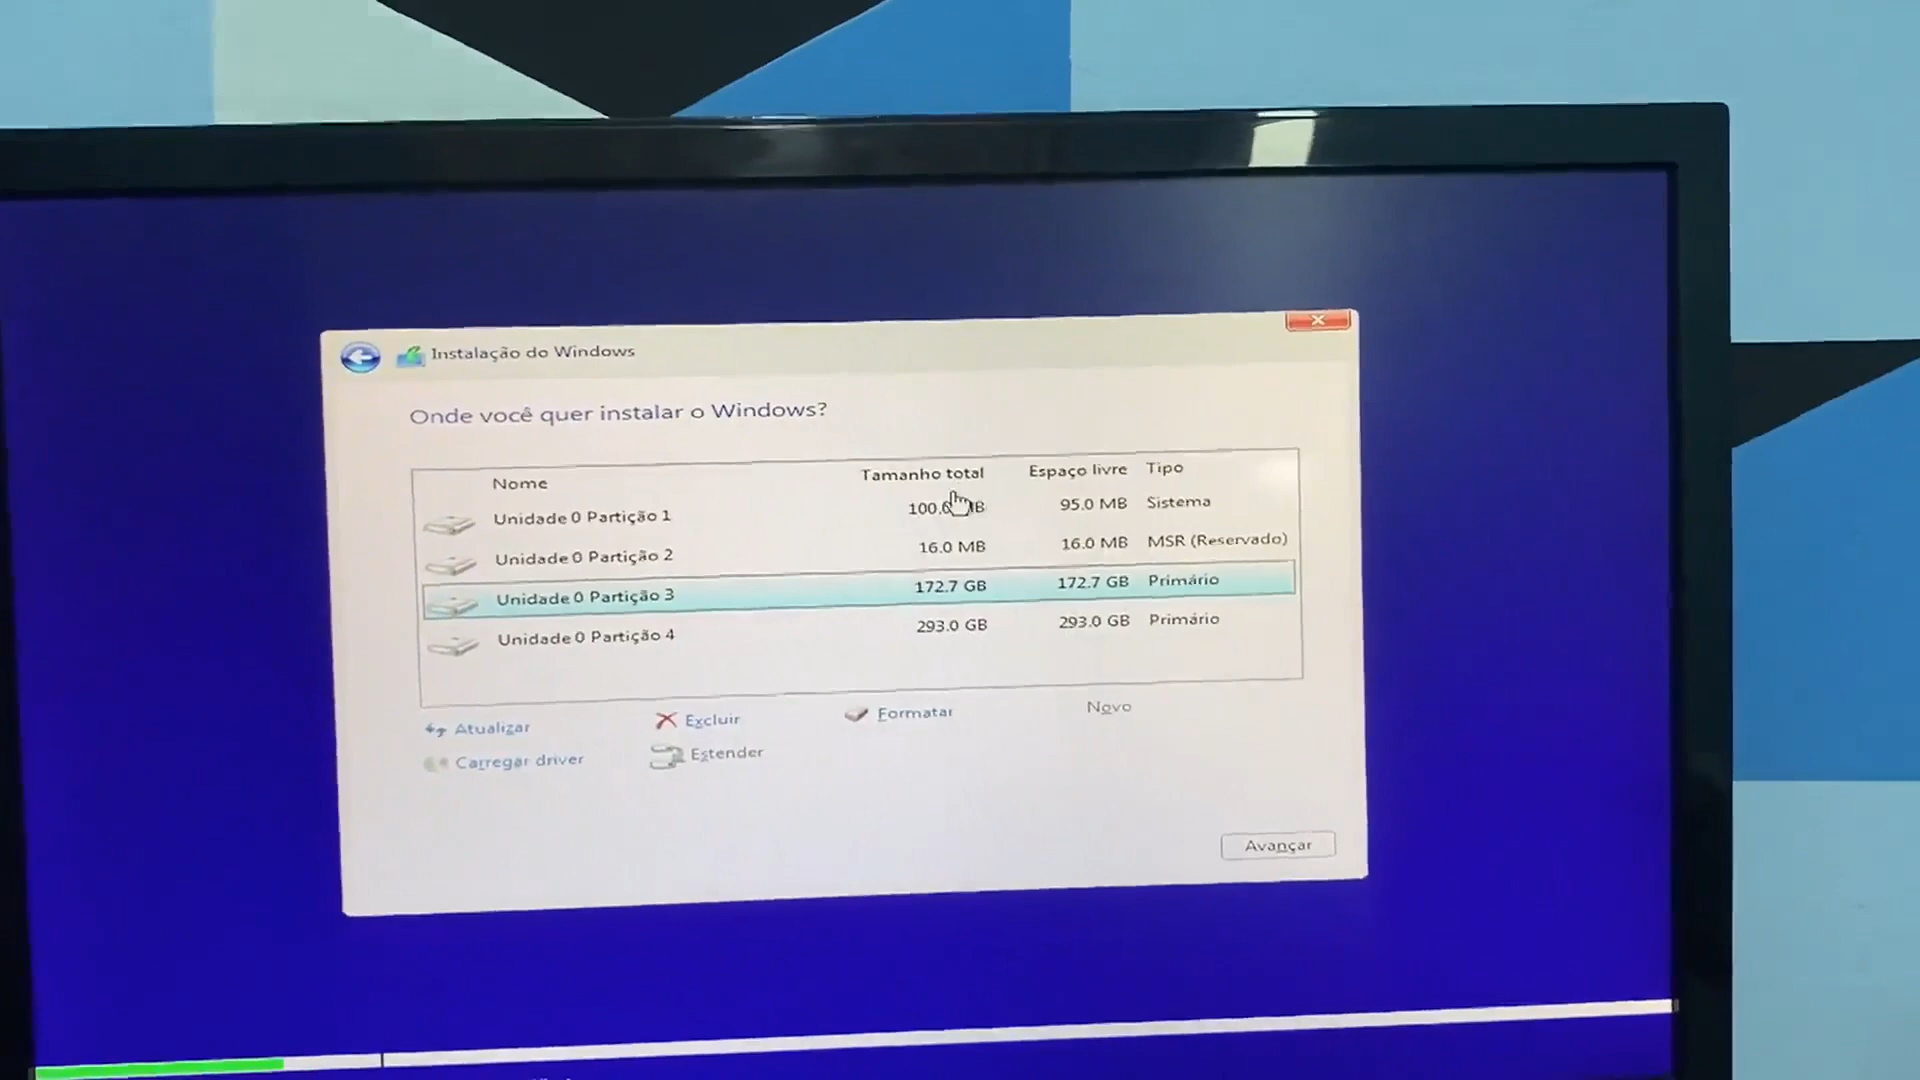 Instalação do Windows
Onde você quer instalar o Windows?
Nome Tamanho total Espaço livre Tipo
Unidade 0 Partição 1 100.0 MB 95.0 MB Sistema
Unidade 0 Partição 2 16.0 MB 16.0 MB MSR (Reservado)
Unidade 0 Partição 3 172.7 GB 172.7 GB Primário
Unidade 0 Partição 4 293.0 GB 293.0 GB Primário
Atualizar Excluir Formatar Novo
Carregar driver Estender
Avançar